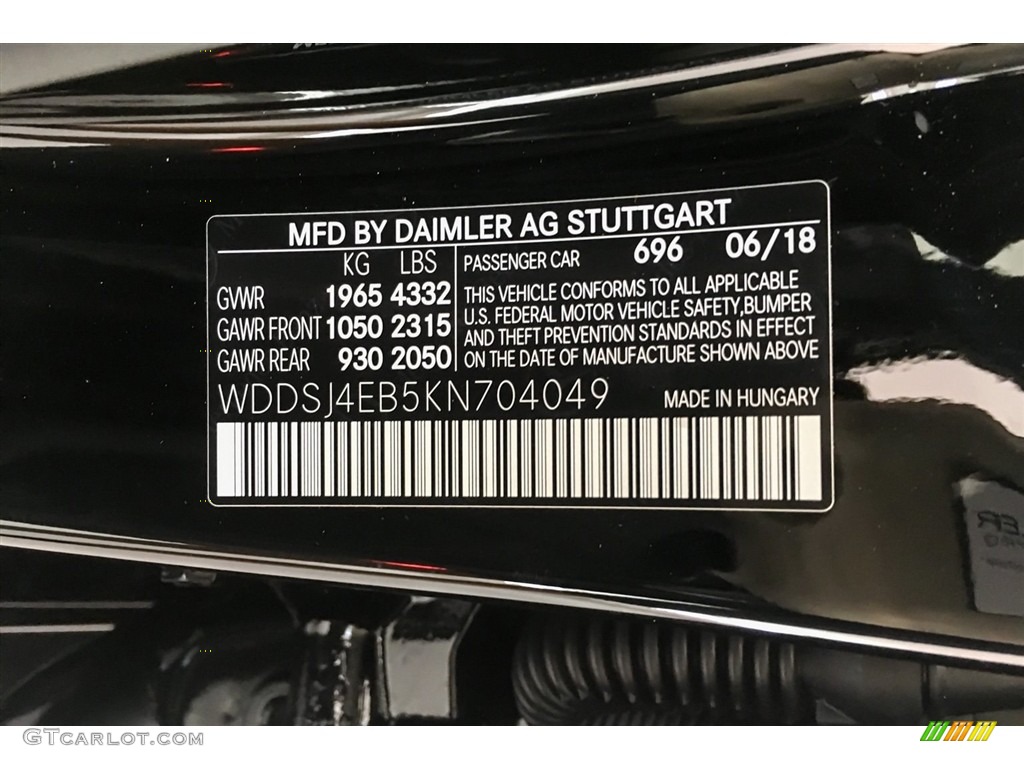 MFD BY DAIMLER AG STUTTGART
KG LBS
GVWR 1965 4332
GAWR FRONT 1050 2315
GAWR REAR 930 2050
PASSENGER CAR 696 06/18
THIS VEHICLE CONFORMS TO ALL APPLICABLE
U.S. FEDERAL MOTOR VEHICLE SAFETY,BUMPER
AND THEFT PREVENTION STANDARDS IN EFFECT
ON THE DATE OF MANUFACTURE SHOWN ABOVE
WDDSJ4EB5KN704049 MADE IN HUNGARY
GTCarlot.com